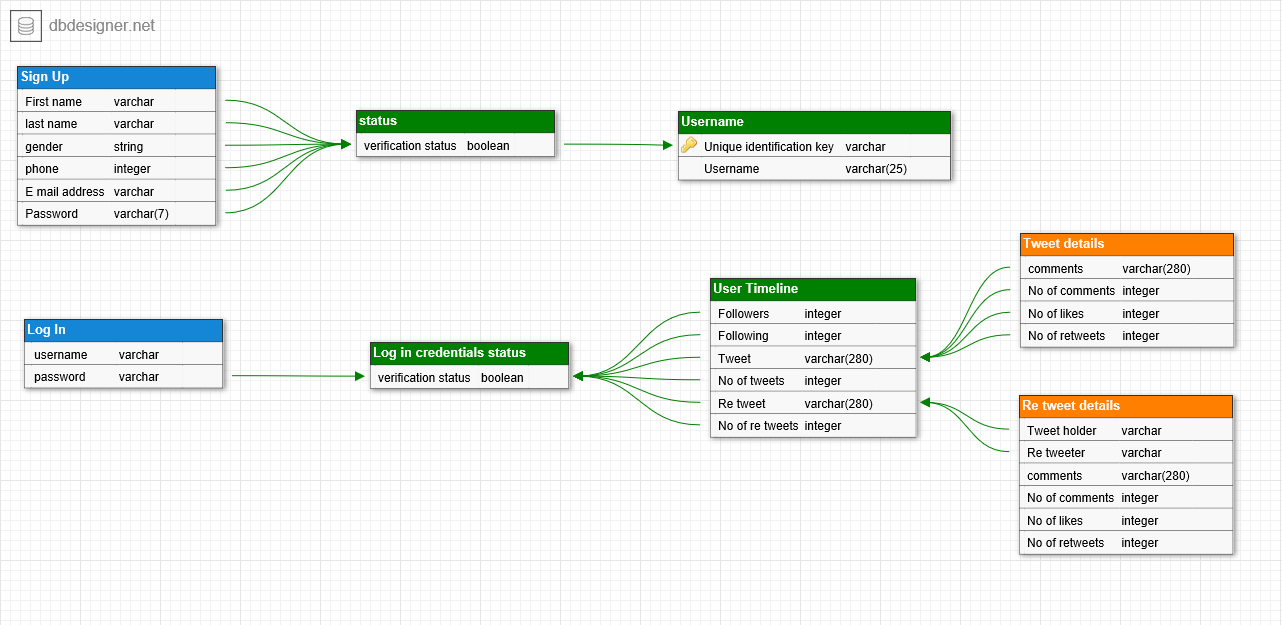 dbdesigner.net
Sign Up
First name varchar
last name varchar
gender string
phone integer
E mail address varchar
Password varchar(7)
status
verification status boolean
Username
Unique identification key varchar
Username varchar(25)
Log In
username varchar
password varchar
Log in credentials status
verification status boolean
User Timeline
Followers integer
Following integer
Tweet varchar(280)
No of tweets integer
Re tweet varchar(280)
No of re tweets integer
Tweet details
comments varchar(280)
No of comments integer
No of likes integer
No of retweets integer
Re tweet details
Tweet holder varchar
Re tweeter varchar
comments varchar(280)
No of comments integer
No of likes integer
No of retweets integer